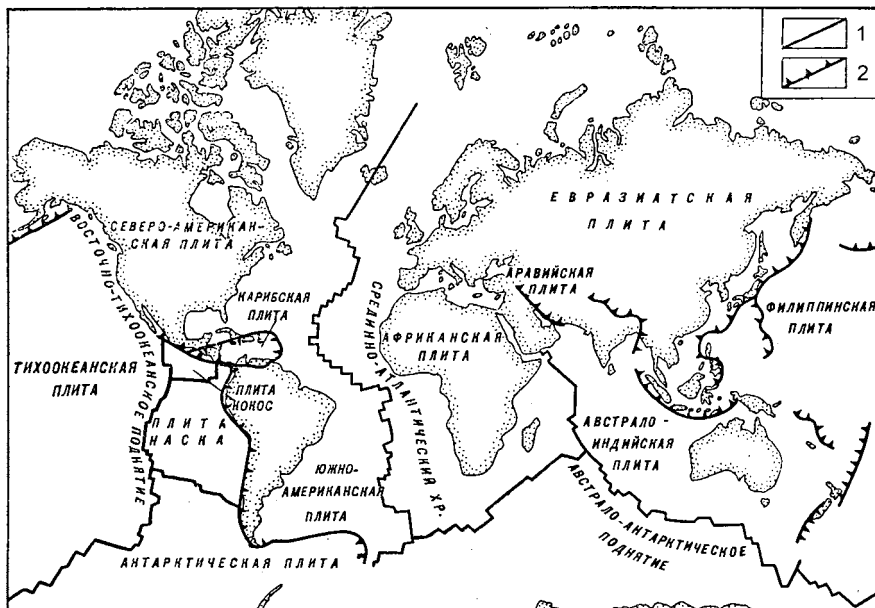 1
2
ЕВРАЗИАТСКАЯ
ПЛИТА
СЕВЕРО-АМЕРИКАН-
СКАЯ ПЛИТА
ВОСТОЧНО-ТИХООКЕАНСКОЕ ПОДНЯТИЕ
КАРИБСКАЯ
ПЛИТА
СРЕДИННО-АТЛАНТИЧЕСКИЙ ХР.
АРАВИЙСКАЯ
ПЛИТА
ФИЛИППИНСКАЯ
ПЛИТА
АФРИКАНСКАЯ
ПЛИТА
ТИХООКЕАНСКАЯ
ПЛИТА
ПЛИТА
КОКОС
ПЛИТА
НАСКА
АВСТРАЛО-
ИНДИЙСКАЯ
ПЛИТА
ЮЖНО-
АМЕРИКАНСКАЯ
ПЛИТА
АВСТРАЛО-АНТАРКТИЧЕСКОЕ
ПОДНЯТИЕ
АНТАРКТИЧЕСКАЯ ПЛИТА